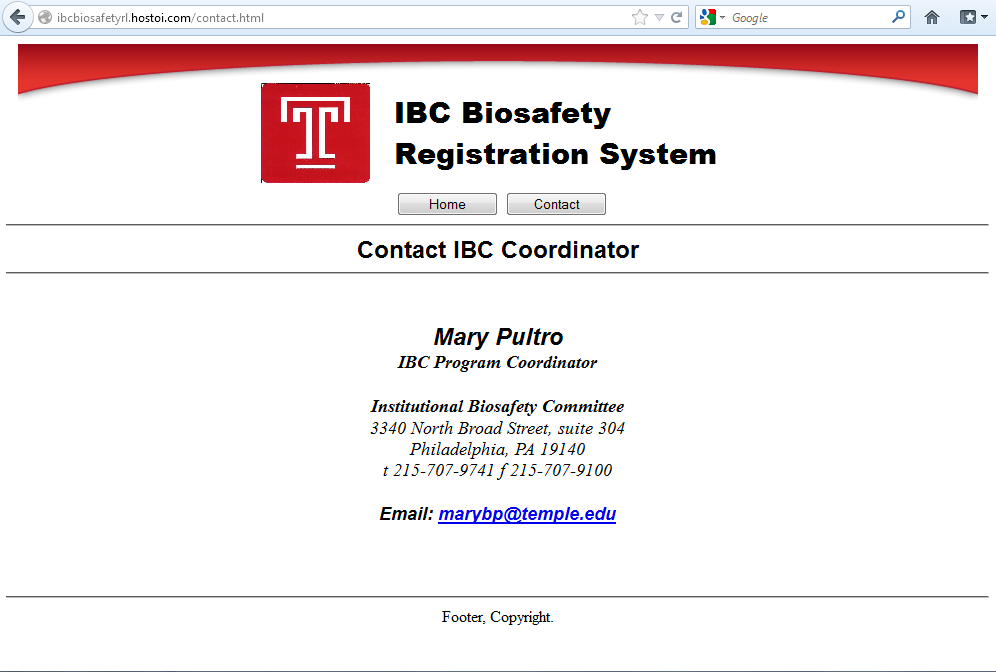 ibcbiosafetyrl.hostoi.com/contact.html
Google
T
IBC Biosafety
Registration System
Home
Contact
Contact IBC Coordinator
Mary Pultro
IBC Program Coordinator
Institutional Biosafety Committee
3340 North Broad Street, suite 304
Philadelphia, PA 19140
t 215-707-9741 f 215-707-9100
Email: marybp@temple.edu
Footer, Copyright.